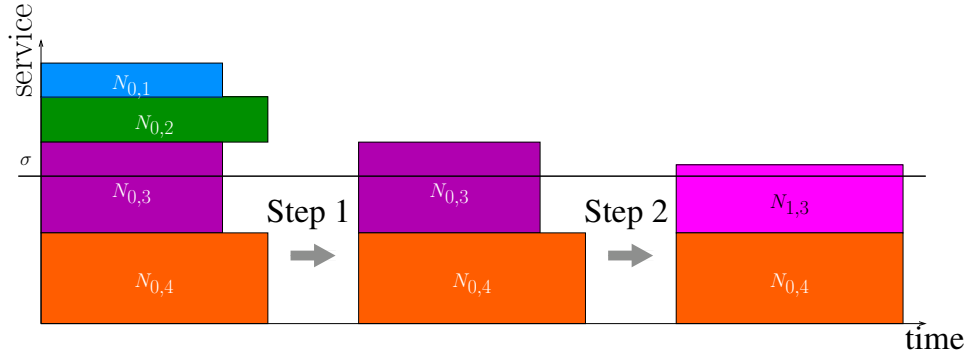 service
σ
N0,1
N0,2
N0,3
N0,4
Step 1
N0,3
N0,4
Step 2
N1,3
N0,4
time